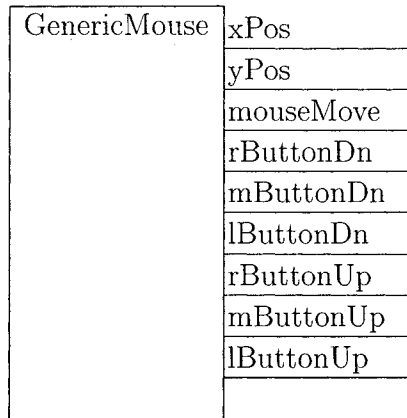 GenericMouse
xPos
yPos
mouseMove
rButtonDn
mButtonDn
lButtonDn
rButtonUp
mButtonUp
lButtonUp